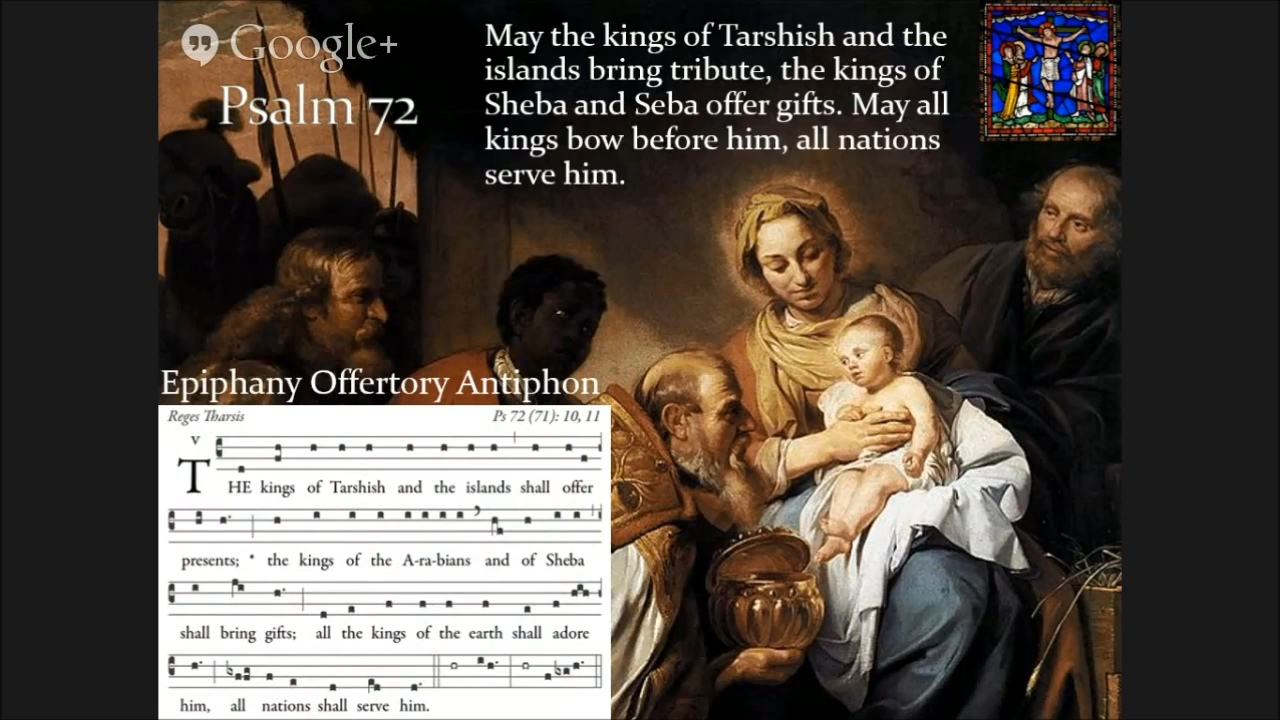 Google+
Psalm 72
May the kings of Tarshish and the
islands bring tribute, the kings of
Sheba and Seba offer gifts. May all
kings bow before him, all nations
serve him.
Epiphany Offertory Antiphon
Reges Tharsis Ps 72 (71): 10, 11
V
THE kings of Tarshish and the islands shall offer
presents; * the kings of the A-ra-bians and of Sheba
shall bring gifts; all the kings of the earth shall adore
him, all nations shall serve him.